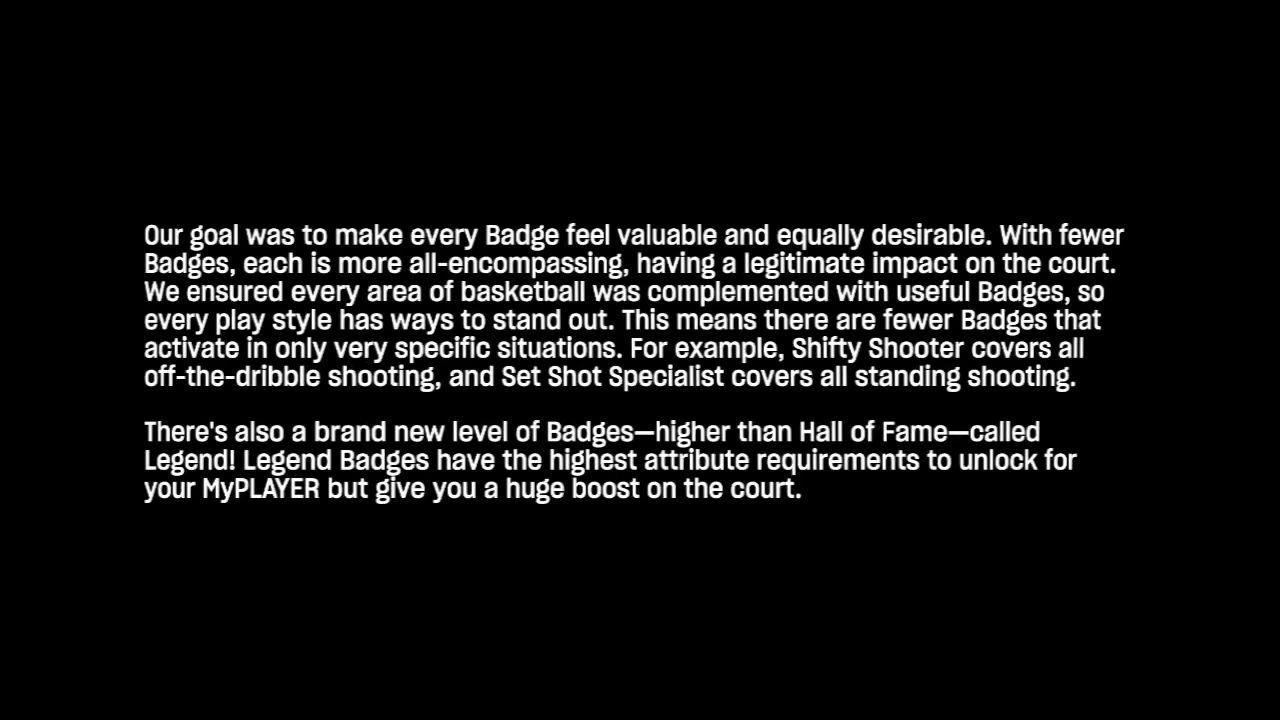 Our goal was to make every Badge feel valuable and equally desirable. With fewer
Badges, each is more all-encompassing, having a legitimate impact on the court.
We ensured every area of basketball was complemented with useful Badges, so
every play style has ways to stand out. This means there are fewer Badges that
activate in only very specific situations. For example, Shifty Shooter covers all
off-the-dribble shooting, and Set Shot Specialist covers all standing shooting.
There's also a brand new level of Badges—higher than Hall of Fame—called
Legend! Legend Badges have the highest attribute requirements to unlock for
your MyPLAYER but give you a huge boost on the court.